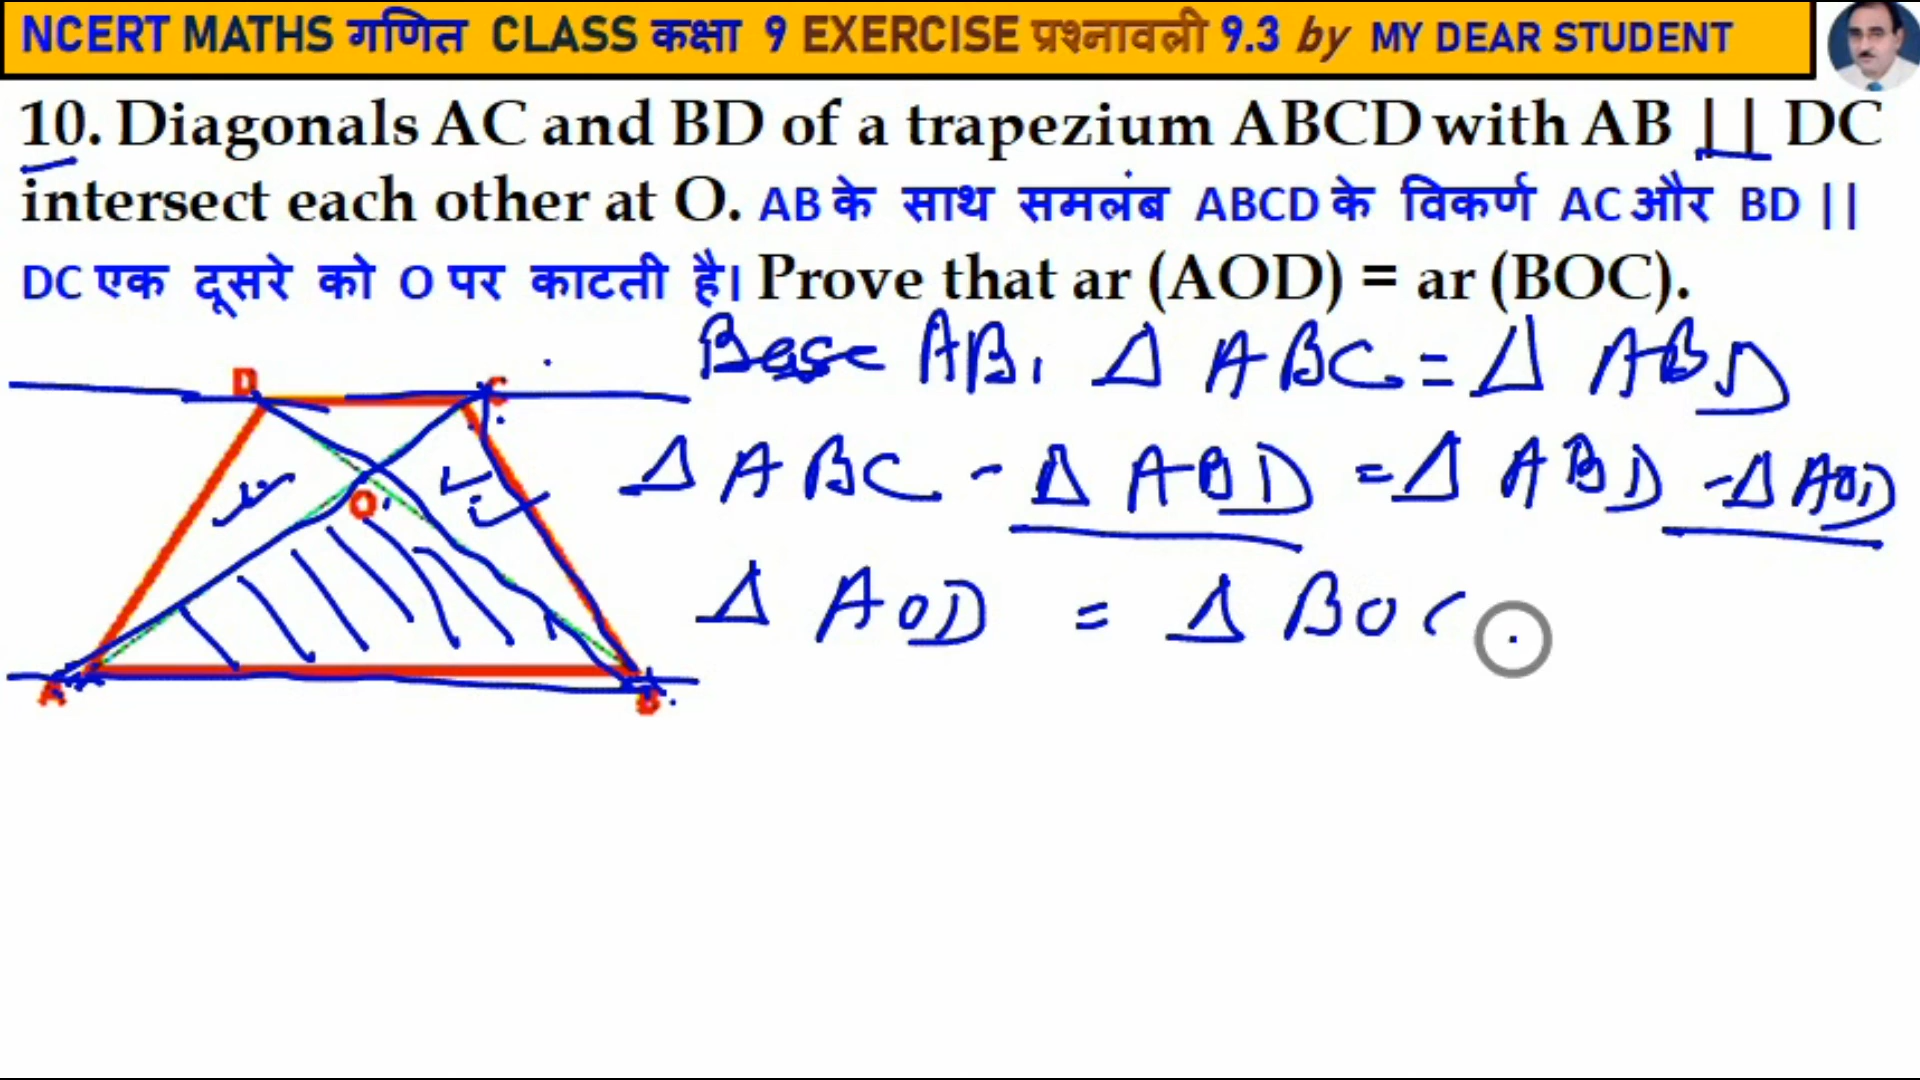 NCERT MATHS गणित CLASS कक्षा 9 EXERCISE प्रश्नावली 9.3 by MY DEAR STUDENT
10. Diagonals AC and BD of a trapezium ABCD with AB || DC
intersect each other at O. AB के साथ समलंब ABCD के विकर्ण AC और BD ||
DC एक दूसरे को O पर काटती है। Prove that ar (AOD) = ar (BOC).
Base AB, Δ ABC = Δ ABD
Δ ABC - Δ ABD = Δ ABD - Δ AOD
Δ AOD = Δ BOC
D C
O
A B